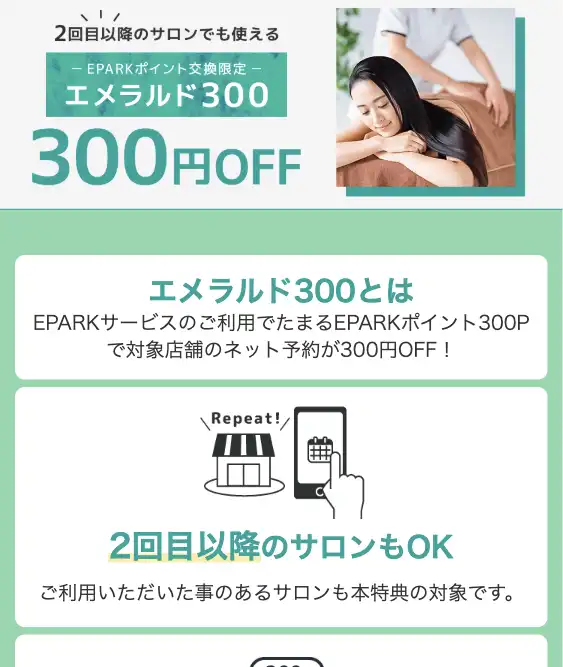 2回目以降のサロンでも使える
− EPARKポイント交換限定 −
エメラルド300
300円OFF
エメラルド300とは
EPARKサービスのご利用でたまるEPARKポイント300P
で対象店舗のネット予約が300円OFF！
Repeat!
2回目以降のサロンもOK
ご利用いただいた事のあるサロンも本特典の対象です。